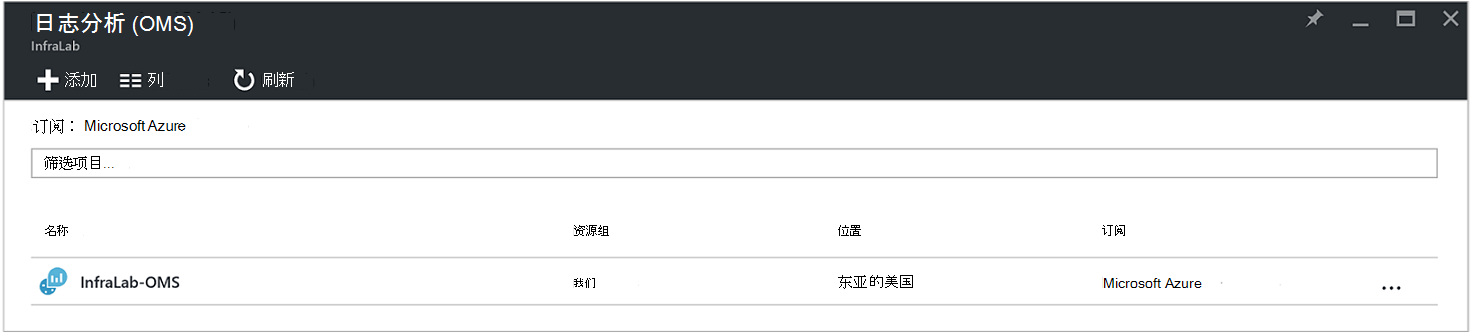 日志分析 (OMS)
InfraLab
添加 列 刷新
订阅： Microsoft Azure
筛选项目...
名称 资源组 位置 订阅
InfraLab-OMS 我们 东亚的美国 Microsoft Azure ...